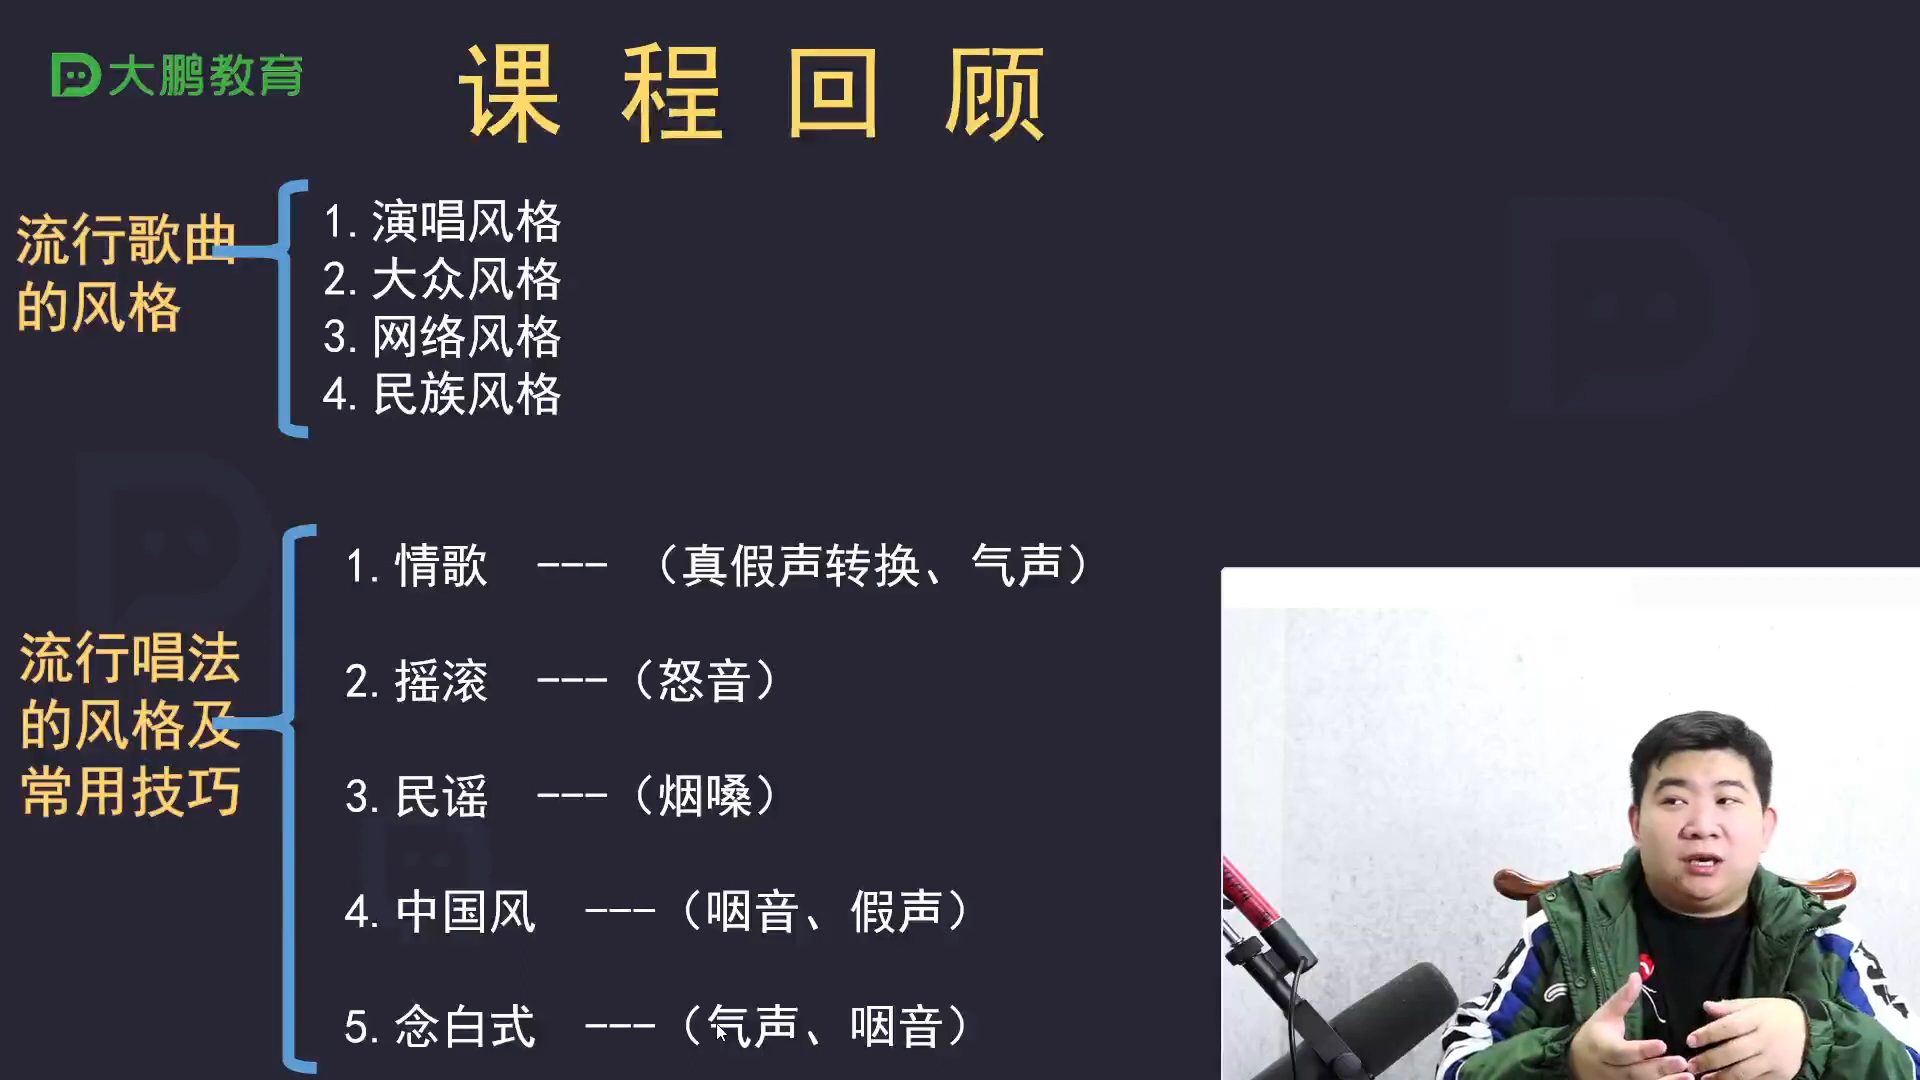 大鹏教育
课程回顾
流行歌曲
的风格
1. 演唱风格
2. 大众风格
3. 网络风格
4. 民族风格
流行唱法
的风格及
常用技巧
1. 情歌 --- （真假声转换、气声）
2. 摇滚 ---（怒音）
3. 民谣 ---（烟嗓）
4. 中国风 ---（咽音、假声）
5. 念白式 ---（气声、咽音）